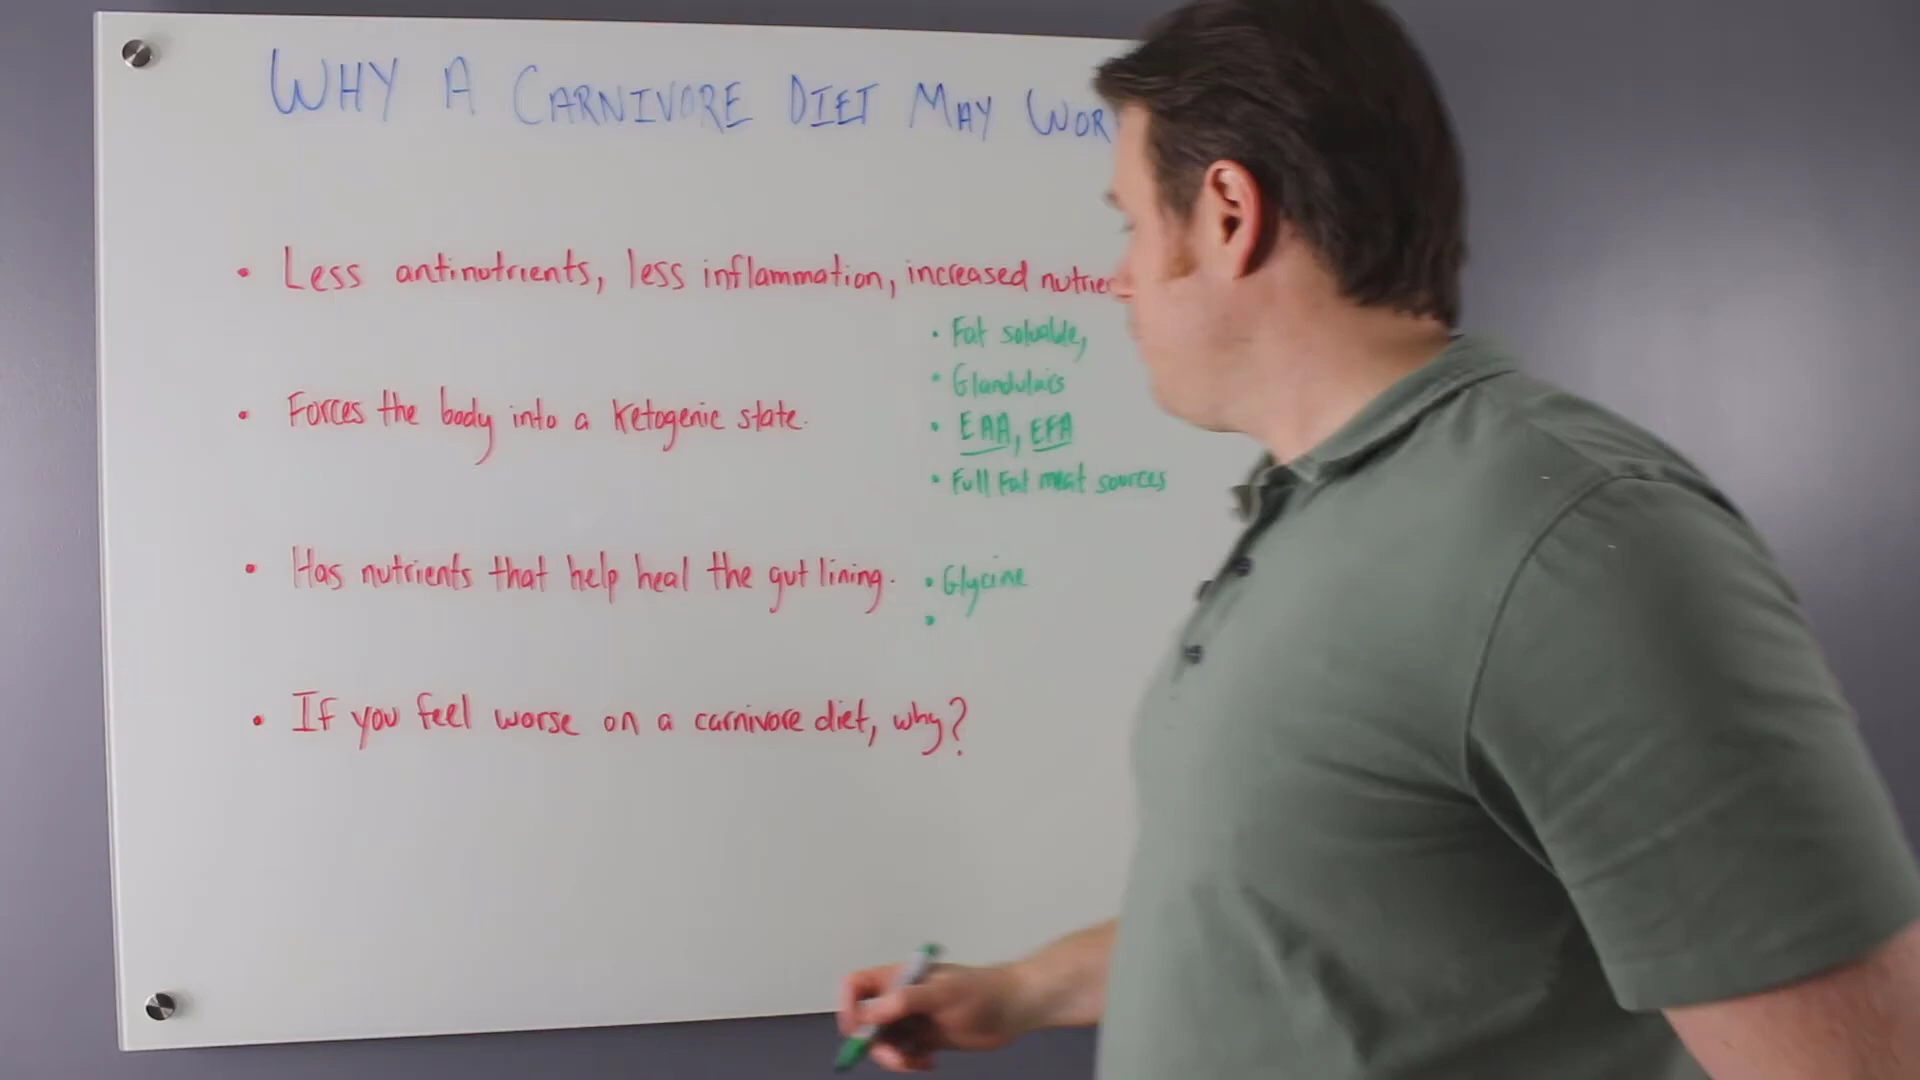 WHY A CARNIVORE DIET MAY WOR
• Less antinutrients, less inflammation, increased nutrien
• Fat soluable,
• Glandulars
• Forces the body into a Ketogenic state.
• EAA, EFA
• Full Fat meat sources
• Has nutrients that help heal the gut lining.
• Glycine
•
• If you feel worse on a carnivore diet, why?